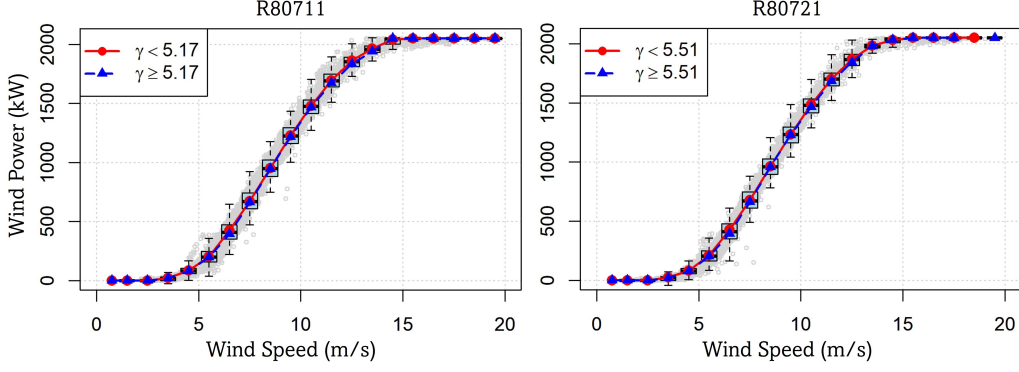 R80711
γ < 5.17
γ ≥ 5.17
Wind Power (kW)
2000
1500
1000
500
0
0 5 10 15 20
Wind Speed (m/s)
R80721
γ < 5.51
γ ≥ 5.51
2000
1500
1000
500
0
0 5 10 15 20
Wind Speed (m/s)